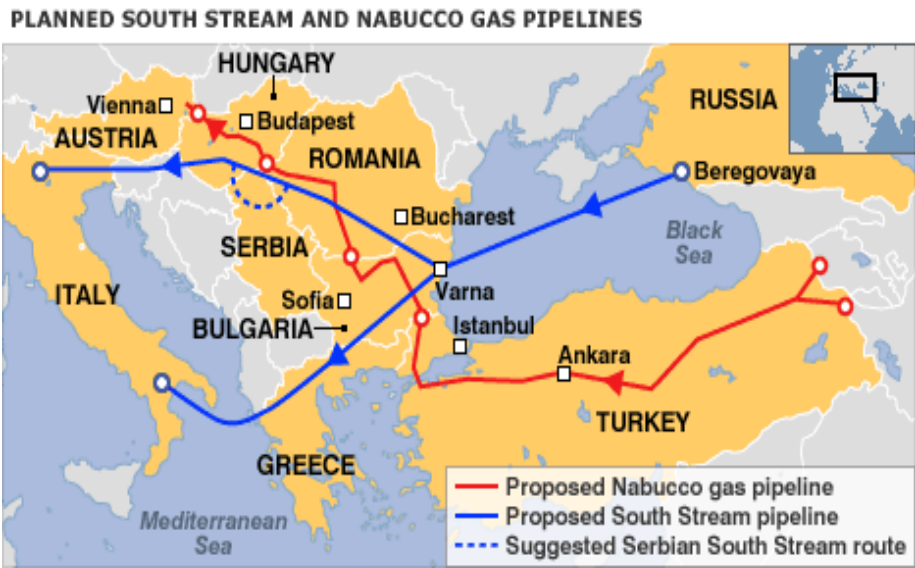 PLANNED SOUTH STREAM AND NABUCCO GAS PIPELINES
HUNGARY
Vienna
RUSSIA
AUSTRIA
Budapest
ROMANIA
Beregovaya
Bucharest
Black
Sea
SERBIA
ITALY
Varna
Sofia
BULGARIA
Istanbul
Ankara
TURKEY
GREECE
Mediterranean
Sea
Proposed Nabucco gas pipeline
Proposed South Stream pipeline
Suggested Serbian South Stream route